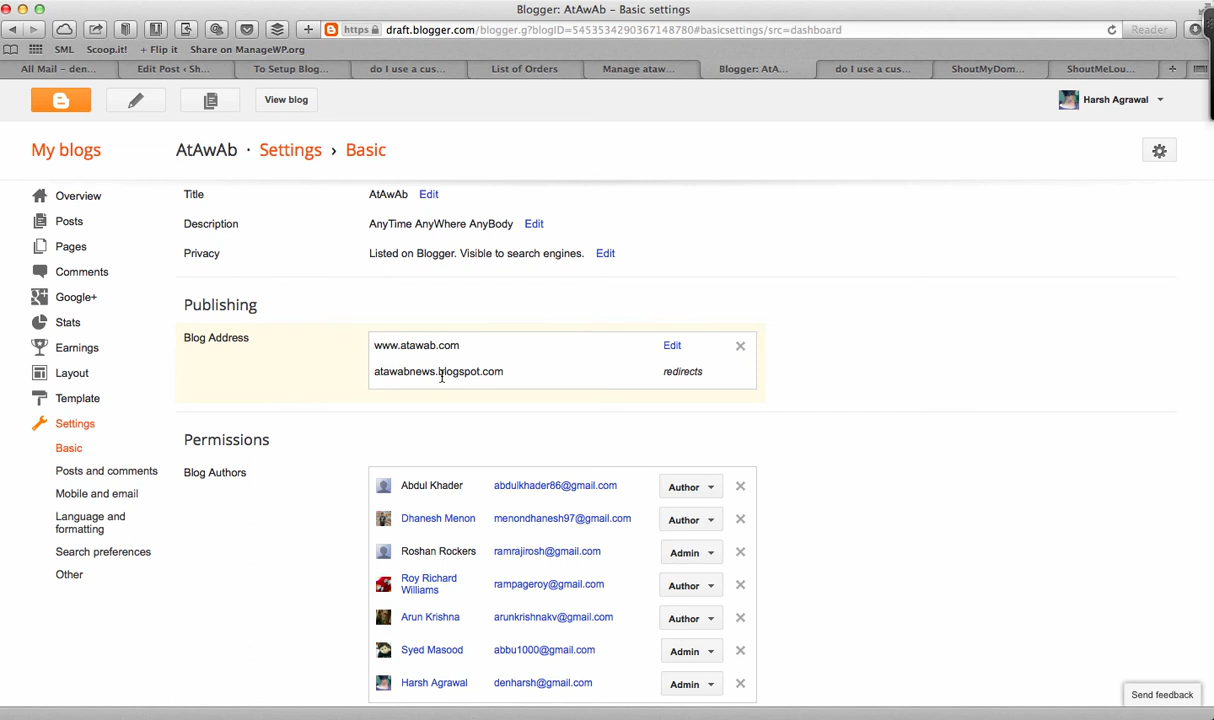 Blogger: AtAwAb - Basic settings
https draft.blogger.com/blogger.g?blogID=5453534290367148780#basicsettings/src=dashboard
Reader
SML Scoop.it! + Flip it Share on ManageWP.org
All Mail – den... Edit Post ‹ Sh... To Setup Blog... do I use a cus... List of Orders Manage ataw... Blogger: AtA... do I use a cus... ShoutMyDom... ShoutMeLou...
View blog
Harsh Agrawal
My blogs
AtAwAb · Settings › Basic
Overview
Posts
Pages
Comments
Google+
Stats
Earnings
Layout
Template
Settings
Basic
Posts and comments
Mobile and email
Language and
formatting
Search preferences
Other
Title AtAwAb Edit
Description AnyTime AnyWhere AnyBody Edit
Privacy Listed on Blogger. Visible to search engines. Edit
Publishing
Blog Address www.atawab.com Edit
atawabnews.blogspot.com redirects
Permissions
Blog Authors
Abdul Khader abdulkhader86@gmail.com Author
Dhanesh Menon menondhanesh97@gmail.com Author
Roshan Rockers ramrajirosh@gmail.com Admin
Roy Richard
Williams rampageroy@gmail.com Author
Arun Krishna arunkrishnakv@gmail.com Author
Syed Masood abbu1000@gmail.com Admin
Harsh Agrawal denharsh@gmail.com Admin
Send feedback